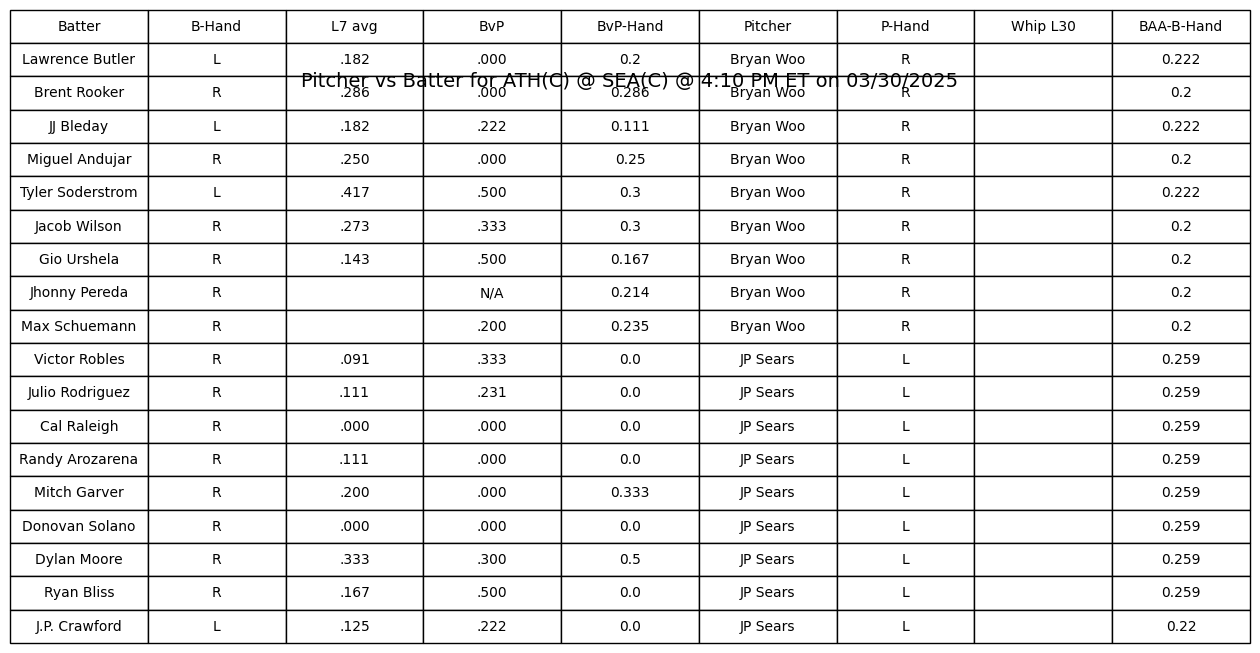 Batter B-Hand L7 avg BvP BvP-Hand Pitcher P-Hand Whip L30 BAA-B-Hand
Lawrence Butler L .182 .000 0.2 Bryan Woo R 0.222
Pitcher vs Batter for ATH(C) @ SEA(C) @ 4:10 PM ET on 03/30/2025
Brent Rooker R .286 .000 0.286 Bryan Woo R 0.2
JJ Bleday L .182 .222 0.111 Bryan Woo R 0.222
Miguel Andujar R .250 .000 0.25 Bryan Woo R 0.2
Tyler Soderstrom L .417 .500 0.3 Bryan Woo R 0.222
Jacob Wilson R .273 .333 0.3 Bryan Woo R 0.2
Gio Urshela R .143 .500 0.167 Bryan Woo R 0.2
Jhonny Pereda R N/A 0.214 Bryan Woo R 0.2
Max Schuemann R .200 0.235 Bryan Woo R 0.2
Victor Robles R .091 .333 0.0 JP Sears L 0.259
Julio Rodriguez R .111 .231 0.0 JP Sears L 0.259
Cal Raleigh R .000 .000 0.0 JP Sears L 0.259
Randy Arozarena R .111 .000 0.0 JP Sears L 0.259
Mitch Garver R .200 .000 0.333 JP Sears L 0.259
Donovan Solano R .000 .000 0.0 JP Sears L 0.259
Dylan Moore R .333 .300 0.5 JP Sears L 0.259
Ryan Bliss R .167 .500 0.0 JP Sears L 0.259
J.P. Crawford L .125 .222 0.0 JP Sears L 0.22